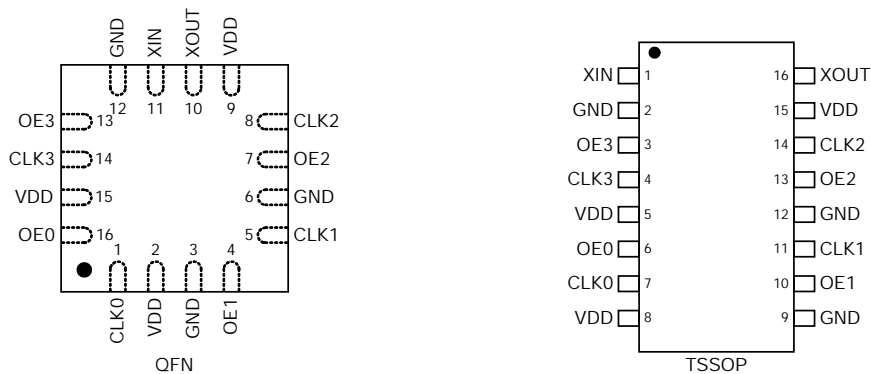 GND XIN XOUT VDD
12 11 10 9
OE3 13 8 CLK2
CLK3 14 7 OE2
VDD 15 6 GND
OE0 16 5 CLK1
1 2 3 4
CLK0 VDD GND OE1
QFN
XIN 1 16 XOUT
GND 2 15 VDD
OE3 3 14 CLK2
CLK3 4 13 OE2
VDD 5 12 GND
OE0 6 11 CLK1
CLK0 7 10 OE1
VDD 8 9 GND
TSSOP